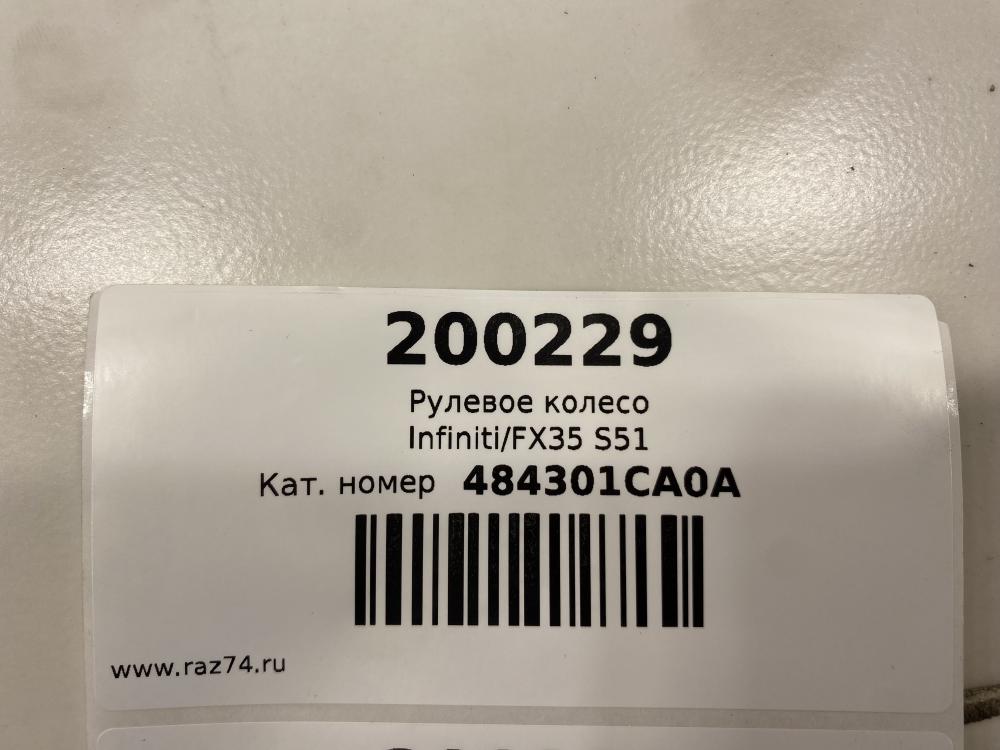 200229
Рулевое колесо
Infiniti/FX35 S51
Кат. номер 484301CA0A
www.raz74.ru